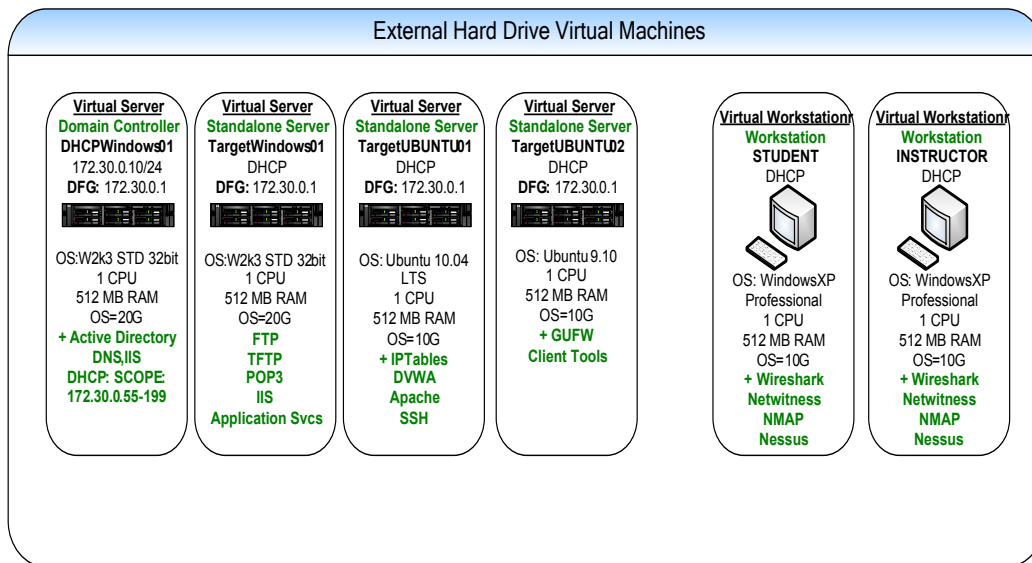 External Hard Drive Virtual Machines
Virtual Server
Domain Controller
DHCPWindows01
172.30.0.10/24
DFG: 172.30.0.1
OS:W2k3 STD 32bit
1 CPU
512 MB RAM
OS=20G
+ Active Directory
DNS,IIS
DHCP: SCOPE:
172.30.0.55-199
Virtual Server
Standalone Server
TargetWindows01
DHCP
DFG: 172.30.0.1
OS:W2k3 STD 32bit
1 CPU
512 MB RAM
OS=20G
FTP
TFTP
POP3
IIS
Application Svcs
Virtual Server
Standalone Server
TargetUBUNTU01
DHCP
DFG: 172.30.0.1
OS: Ubuntu 10.04
LTS
1 CPU
512 MB RAM
OS=10G
+ IPTables
DVWA
Apache
SSH
Virtual Server
Standalone Server
TargetUBUNTU02
DHCP
DFG: 172.30.0.1
OS: Ubuntu 9.10
1 CPU
512 MB RAM
OS=10G
+ GUFW
Client Tools
Virtual Workstationr
Workstation
STUDENT
DHCP
OS: WindowsXP
Professional
1 CPU
512 MB RAM
OS=10G
+ Wireshark
Netwitness
NMAP
Nessus
Virtual Workstationr
Workstation
INSTRUCTOR
DHCP
OS: WindowsXP
Professional
1 CPU
512 MB RAM
OS=10G
+ Wireshark
Netwitness
NMAP
Nessus